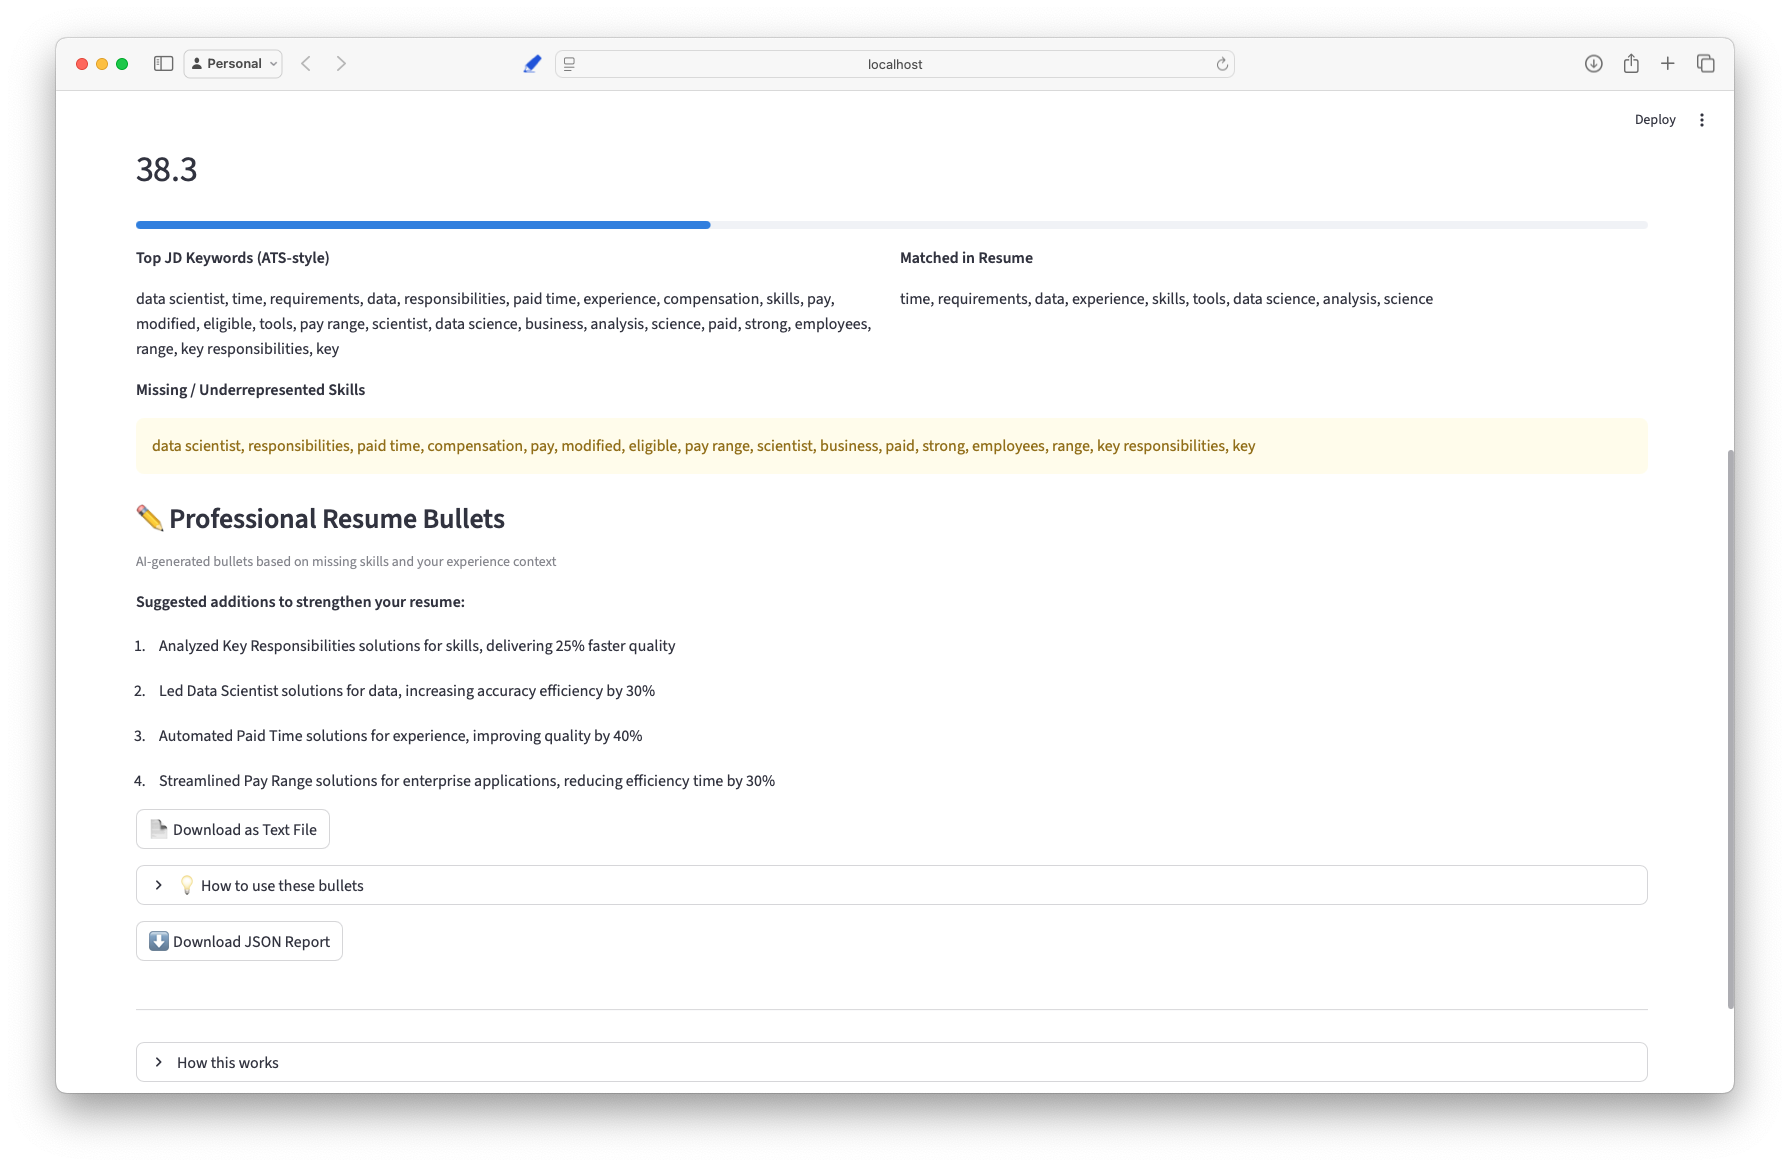 Personal
localhost
Deploy
38.3
Top JD Keywords (ATS-style)
data scientist, time, requirements, data, responsibilities, paid time, experience, compensation, skills, pay,
modified, eligible, tools, pay range, scientist, data science, business, analysis, science, paid, strong, employees,
range, key responsibilities, key
Matched in Resume
time, requirements, data, experience, skills, tools, data science, analysis, science
Missing / Underrepresented Skills
data scientist, responsibilities, paid time, compensation, pay, modified, eligible, pay range, scientist, business, paid, strong, employees, range, key responsibilities, key
✏️ Professional Resume Bullets
AI-generated bullets based on missing skills and your experience context
Suggested additions to strengthen your resume:
1. Analyzed Key Responsibilities solutions for skills, delivering 25% faster quality
2. Led Data Scientist solutions for data, increasing accuracy efficiency by 30%
3. Automated Paid Time solutions for experience, improving quality by 40%
4. Streamlined Pay Range solutions for enterprise applications, reducing efficiency time by 30%
Download as Text File
💡 How to use these bullets
⬇️ Download JSON Report
How this works